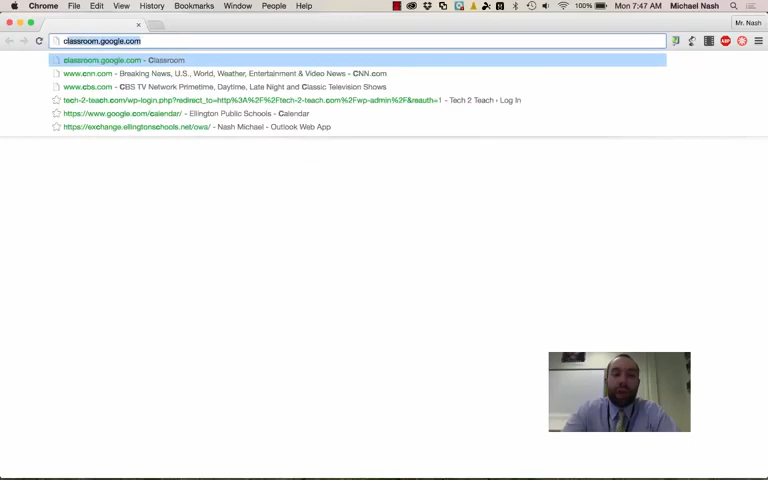 Chrome File Edit View History Bookmarks Window People Help 100% Mon 7:47 AM Michael Nash
Mr. Nash
classroom.google.com
classroom.google.com - Classroom
www.cnn.com - Breaking News, U.S., World, Weather, Entertainment & Video News - CNN.com
www.cbs.com - CBS TV Network Primetime, Daytime, Late Night and Classic Television Shows
tech-2-teach.com/wp-login.php?redirect_to=http%3A%2F%2Ftech-2-teach.com%2Fwp-admin%2F&reauth=1 - Tech 2 Teach › Log In
https://www.google.com/calendar/ - Ellington Public Schools - Calendar
https://exchange.ellingtonschools.net/owa/ - Nash Michael - Outlook Web App
ABP